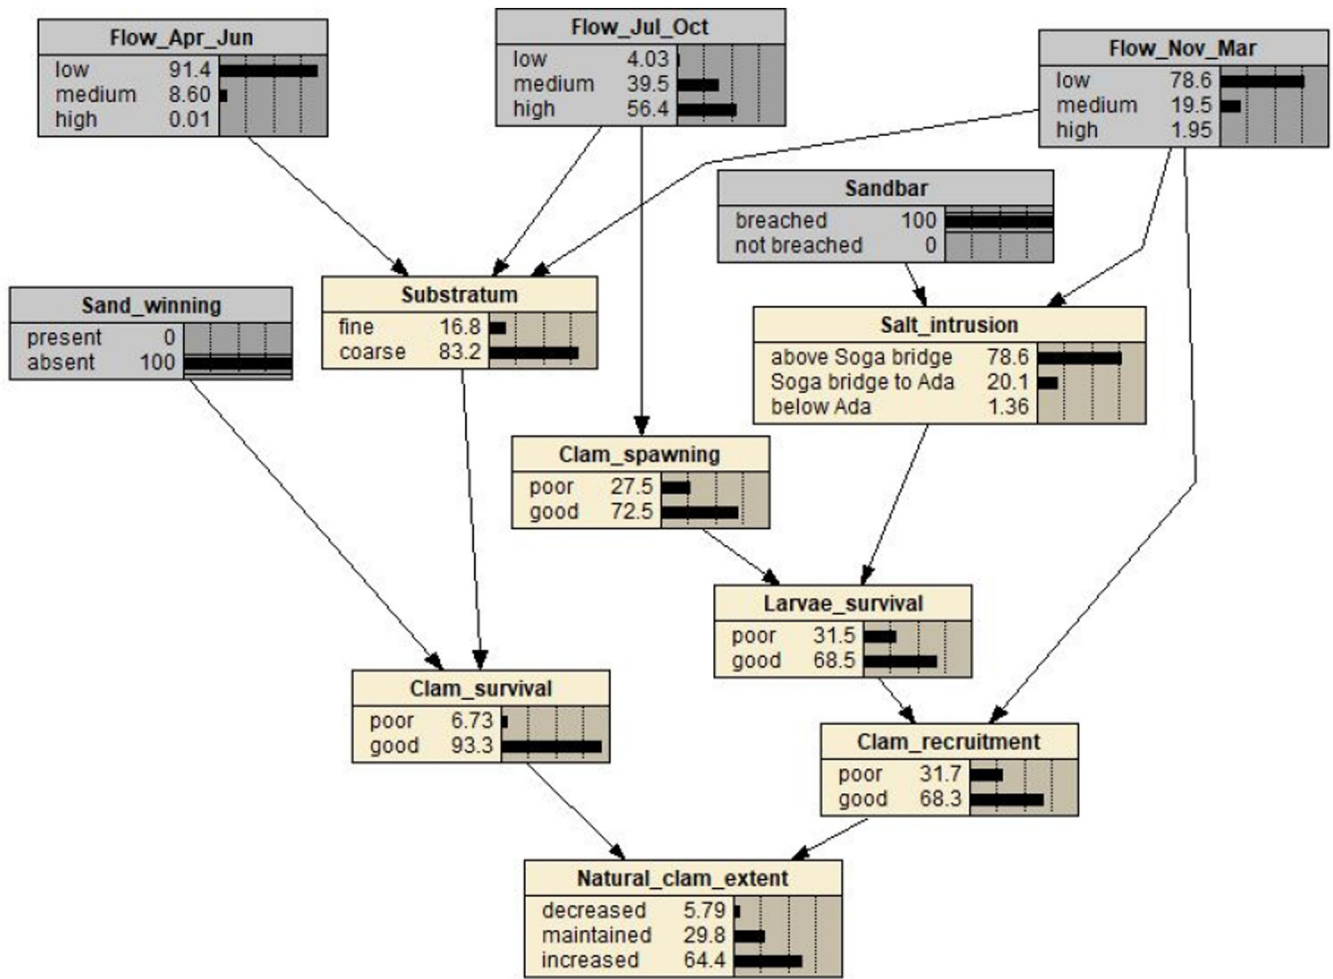 Flow_Apr_Jun
low 91.4
medium 8.60
high 0.01
Flow_Jul_Oct
low 4.03
medium 39.5
high 56.4
Flow_Nov_Mar
low 78.6
medium 19.5
high 1.95
Sandbar
breached 100
not breached 0
Sand_winning
present 0
absent 100
Substratum
fine 16.8
coarse 83.2
Salt_intrusion
above Soga bridge 78.6
Soga bridge to Ada 20.1
below Ada 1.36
Clam_spawning
poor 27.5
good 72.5
Larvae_survival
poor 31.5
good 68.5
Clam_survival
poor 6.73
good 93.3
Clam_recruitment
poor 31.7
good 68.3
Natural_clam_extent
decreased 5.79
maintained 29.8
increased 64.4